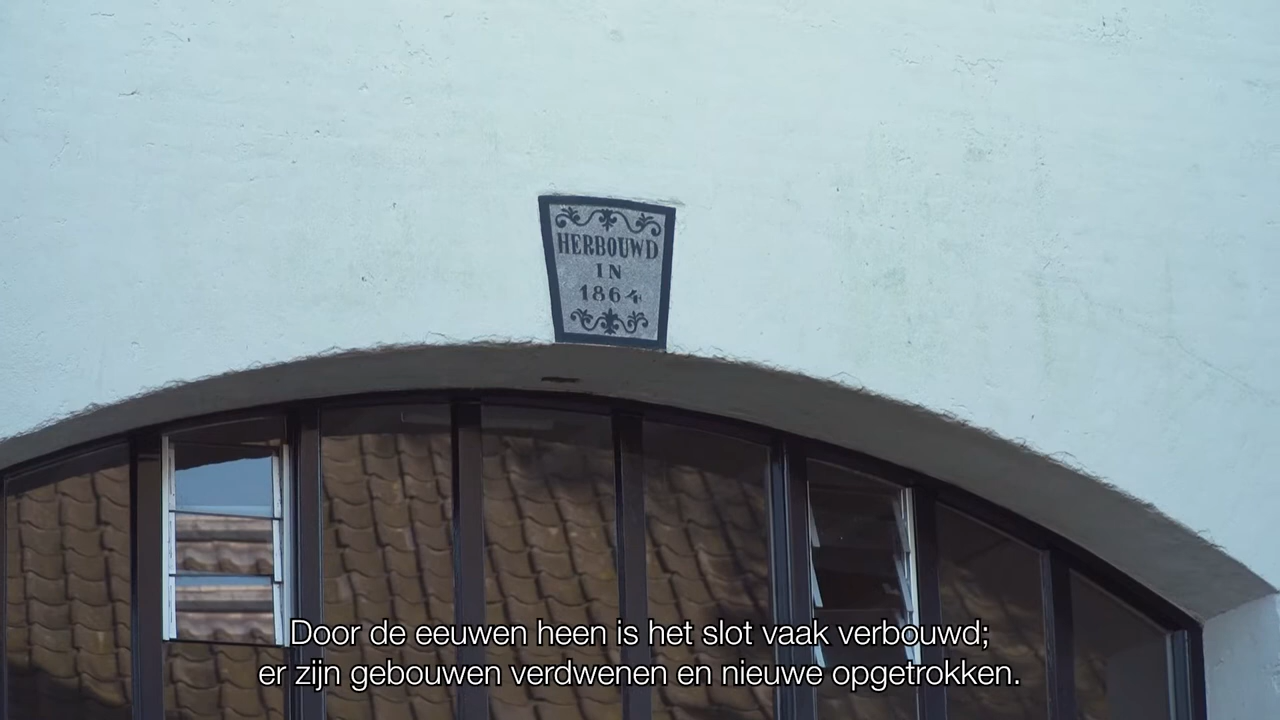 HERBOUWD
IN
1864
Door de eeuwen heen is het slot vaak verbouwd;
er zijn gebouwen verdwenen en nieuwe opgetrokken.